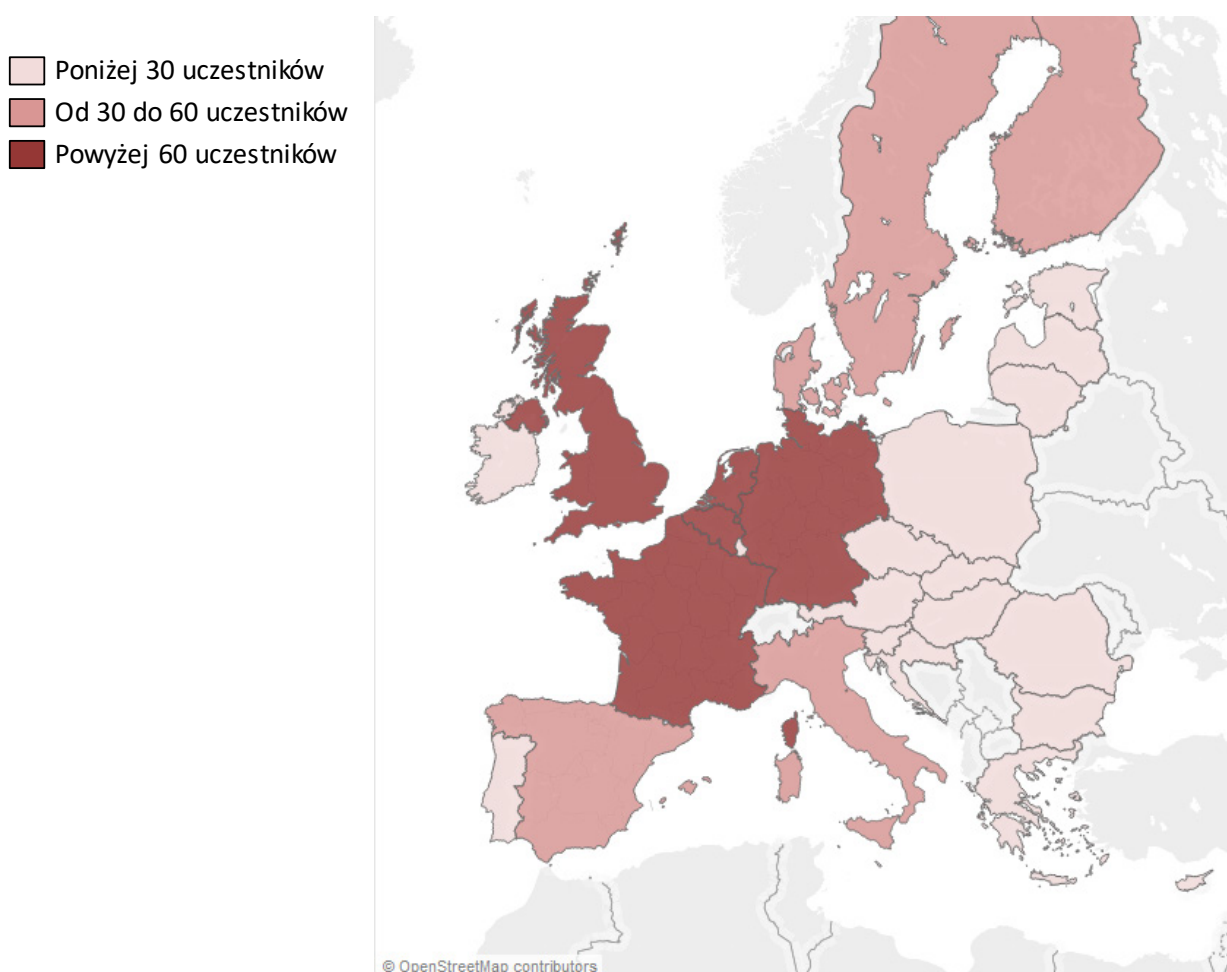 Poniżej 30 uczestników
Od 30 do 60 uczestników
Powyżej 60 uczestników
© OpenStreetMap contributors